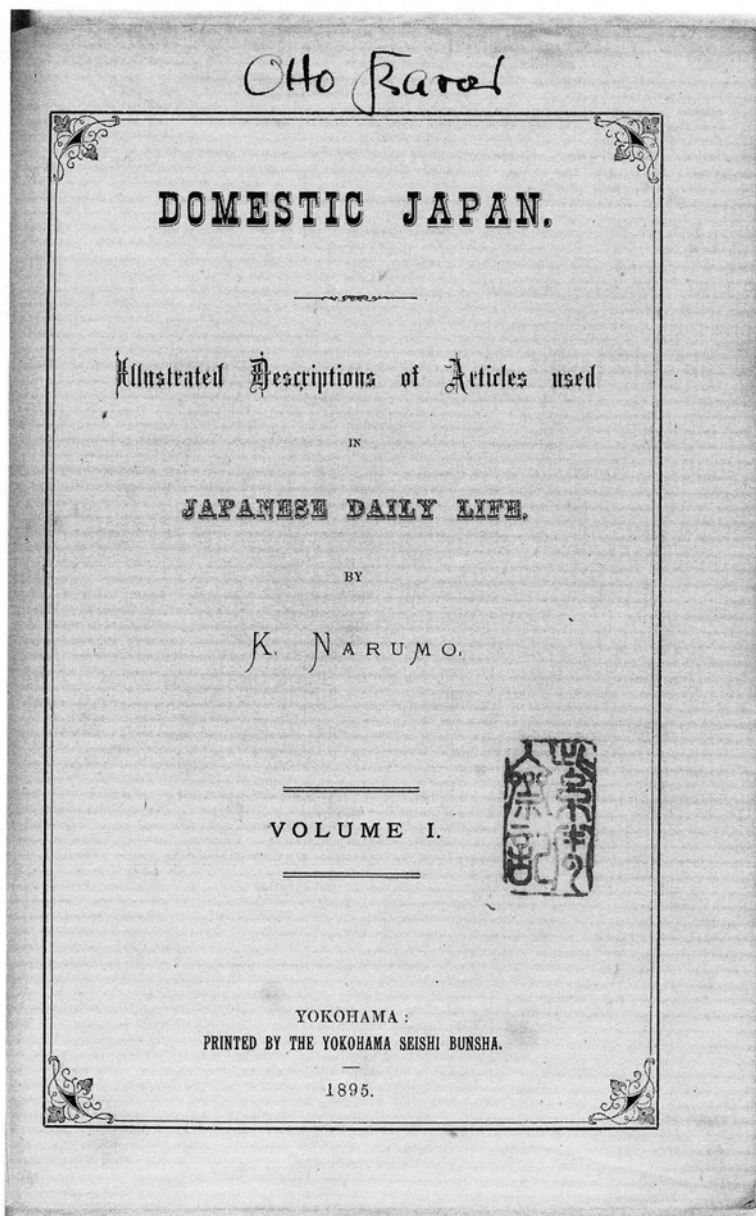 Otto
DOMESTIC JAPAN.
Illustrated Descriptions of Articles used
IN
JAPANESE DAILY LIFE.
BY
K. NARUMO.
VOLUME I.
YOKOHAMA:
PRINTED BY THE YOKOHAMA SEISHI BUNSHA.
1895.